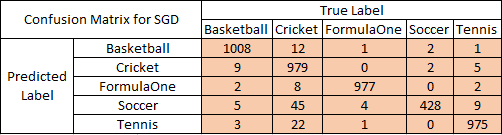 Confusion Matrix for SGD
True Label
Basketball Cricket FormulaOne Soccer Tennis
Predicted Label
Basketball 1008 12 1 2 1
Cricket 9 979 0 2 5
FormulaOne 2 8 977 0 2
Soccer 5 45 4 428 9
Tennis 3 22 1 0 975